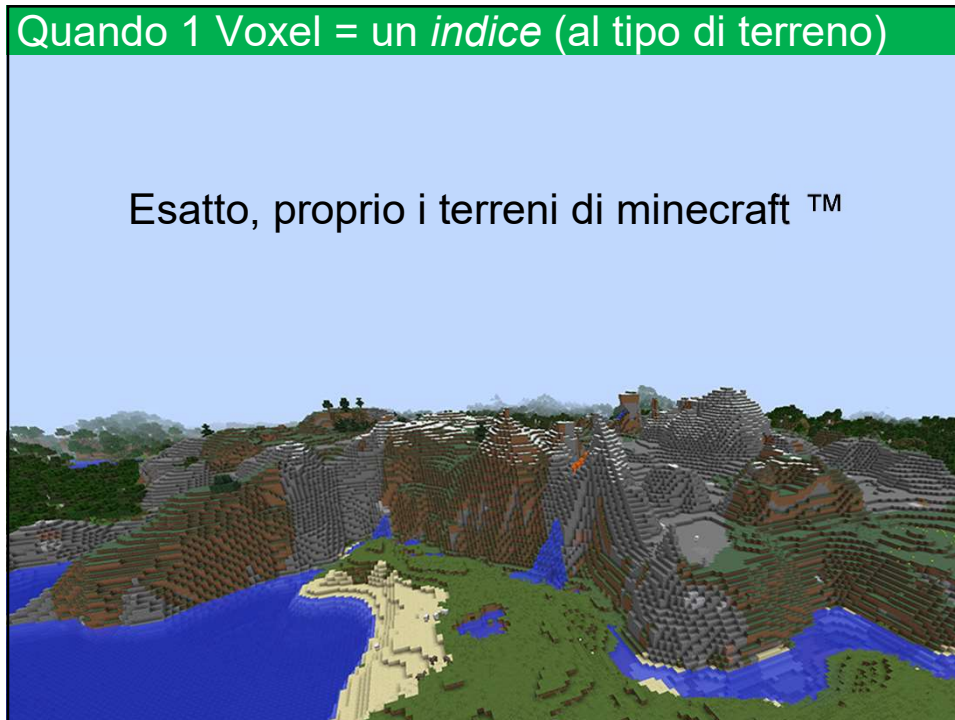 Quando 1 Voxel = un indice (al tipo di terreno)
Esatto, proprio i terreni di minecraft ™